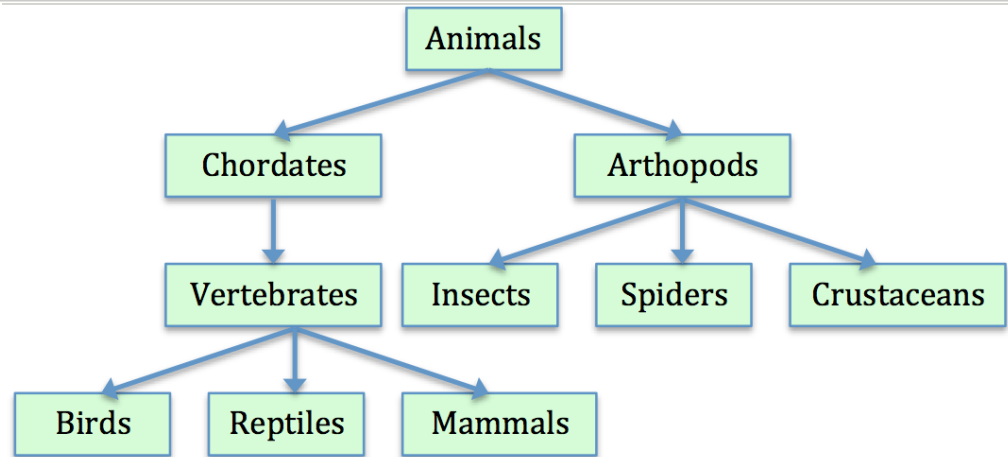 Animals
Chordates
Arthopods
Vertebrates
Insects
Spiders
Crustaceans
Birds
Reptiles
Mammals